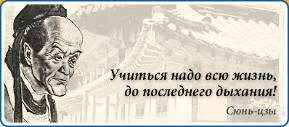 Учиться надо всю жизнь,
до последнего дыхания!
Сюнь-цзы